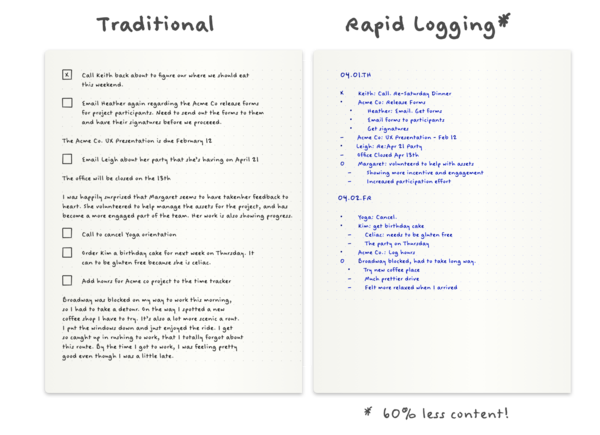 Traditional
Rapid Logging*
x Call Keith back about to figure our where we should eat
this weekend.
Email Heather again regarding the Acme Co release forms
for project participants. Need to send out the forms to them
and have their signatures before we proceeed.
The Acme Co. UX Presentation is due February 12
Email Leigh about her party that she's having on April 21
The office will be closed on the 13th
I was happily surprised that Margaret seems to have takenher feedback to
heart. She volunteered to help manage the assets for the project, and has
become a more engaged part of the team. Her work is also showing progress.
Call to cancel Yoga orientation
Order Kim a birthday cake for next week on Thursday. It
can to be gluten free because she is celiac.
Add hours for Acme co project to the time tracker
Broadway was blocked on my way to work this morning,
so I had to take a detour. On the way I spotted a new
coffee shop I have to try. It's also a lot more scenic a rout.
I put the windows down and just enjoyed the ride. I get
so caught up in rushing to work, that I totally forgot about
this route. By the time I got to work, I was feeling pretty
good even though I was a little late.
04.01.TH
x Keith: Call. Re-Saturday Dinner
• Acme Co: Release Forms
• Heather: Email. Get forms
• Email forms to participants
• Get signatures
– Acme Co: UX Presentation - Feb 12
• Leigh: Re:Apr 21 Party
– Office Closed Apr 13th
o Margaret: volunteerd to help with assets
– Showing more incentive and engagement
– Increased participation effort
04.02.FR
• Yoga: Cancel.
• Kim: get birthday cake
– Celiac: needs to be gluten free
– The party on Thursday
• Acme Co.: Log hours
o Broadway blocked, had to take long way.
• Try new coffee place
– Much prettier drive
– Felt more relaxed when I arrived
* 60% less content!